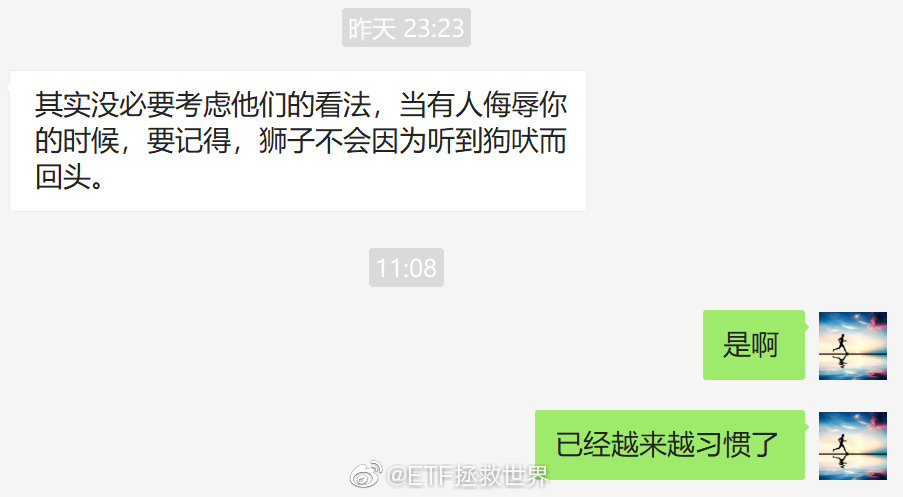 昨天 23:23
其实没必要考虑他们的看法，当有人侮辱你
的时候，要记得，狮子不会因为听到狗吠而
回头。
11:08
是啊
已经越来越习惯了
@ETF拯救世界